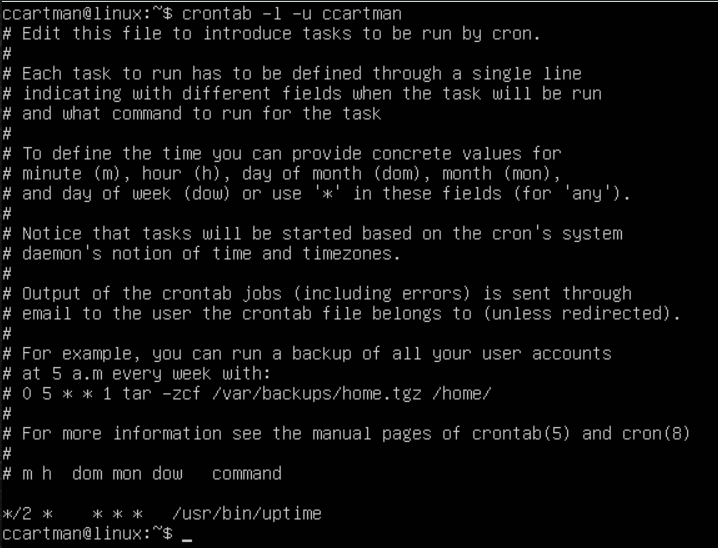 ccartman@linux:~$ crontab -l -u ccartman
# Edit this file to introduce tasks to be run by cron.
#
# Each task to run has to be defined through a single line
# indicating with different fields when the task will be run
# and what command to run for the task
#
# To define the time you can provide concrete values for
# minute (m), hour (h), day of month (dom), month (mon),
# and day of week (dow) or use '*' in these fields (for 'any').
#
# Notice that tasks will be started based on the cron's system
# daemon's notion of time and timezones.
#
# Output of the crontab jobs (including errors) is sent through
# email to the user the crontab file belongs to (unless redirected).
#
# For example, you can run a backup of all your user accounts
# at 5 a.m every week with:
# 0 5 * * 1 tar -zcf /var/backups/home.tgz /home/
#
# For more information see the manual pages of crontab(5) and cron(8)
#
# m h  dom mon dow   command

*/2 *    * * *   /usr/bin/uptime
ccartman@linux:~$ _